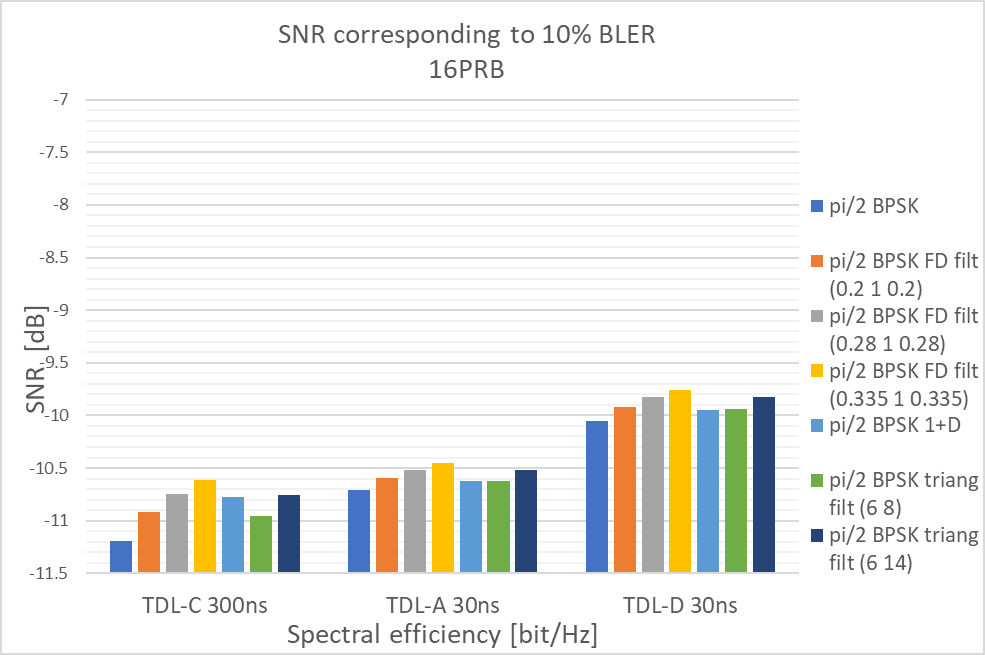 SNR corresponding to 10% BLER
16PRB
-7
-7.5
-8
-8.5
-9
-9.5
-10
-10.5
-11
-11.5
SNR [dB]
TDL-C 300ns
TDL-A 30ns
TDL-D 30ns
Spectral efficiency [bit/Hz]
pi/2 BPSK
pi/2 BPSK FD filt
(0.2 1 0.2)
pi/2 BPSK FD filt
(0.28 1 0.28)
pi/2 BPSK FD filt
(0.335 1 0.335)
pi/2 BPSK 1+D
pi/2 BPSK triang
filt (6 8)
pi/2 BPSK triang
filt (6 14)